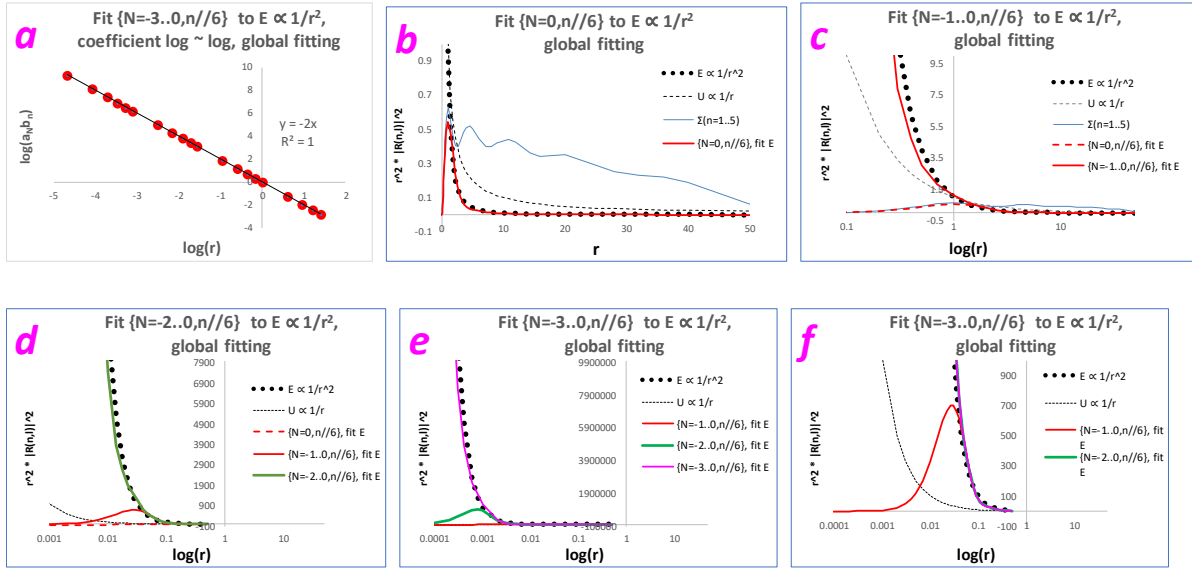 a
Fit {N=-3..0,n//6} to E ∝ 1/r²,
coefficient log ~ log, global fitting
10
8
6
4
2
0
-2
-4
-5 -4 -3 -2 -1 0 1 2
y = -2x
R² = 1
log(aₙ,bₙ)
log(r)
b
Fit {N=0,n//6} to E ∝ 1/r²
global fitting
0.9
0.7
0.5
0.3
0.1
-0.1
0 10 20 30 40 50
E ∝ 1/r^2
U ∝ 1/r
Σ(n=1..5)
{N=0,n//6}, fit E
r^2 * |R(n,l)|^2
r
c
Fit {N=-1..0,n//6} to E ∝ 1/r²,
global fitting
9.5
7.5
5.5
3.5
1.5
-0.5
0.1 1 10
E ∝ 1/r^2
U ∝ 1/r
Σ(n=1..5)
{N=0,n//6}, fit E
{N=-1..0,n//6}, fit E
r^2 * |R(n,l)|^2
log(r)
d
Fit {N=-2..0,n//6} to E ∝ 1/r²,
global fitting
7900
6900
5900
4900
3900
2900
1900
900
-100
0.001 0.01 0.1 1 10
E ∝ 1/r^2
U ∝ 1/r
{N=0,n//6}, fit E
{N=-1..0,n//6}, fit E
{N=-2..0,n//6}, fit E
r^2 * |R(n,l)|^2
log(r)
e
Fit {N=-3..0,n//6} to E ∝ 1/r²,
global fitting
9900000
7900000
5900000
3900000
1900000
-100000
0.0001 0.001 0.01 0.1 1 10
E ∝ 1/r^2
U ∝ 1/r
{N=-1..0,n//6}, fit E
{N=-2..0,n//6}, fit E
{N=-3..0,n//6}, fit E
r^2 * |R(n,l)|^2
log(r)
f
Fit {N=-3..0,n//6} to E ∝ 1/r²,
global fitting
900
700
500
300
100
-100
0.0001 0.001 0.01 0.1 1 10
E ∝ 1/r^2
U ∝ 1/r
{N=-1..0,n//6}, fit
E
{N=-2..0,n//6}, fit
E
r^2 * |R(n,l)|^2
log(r)